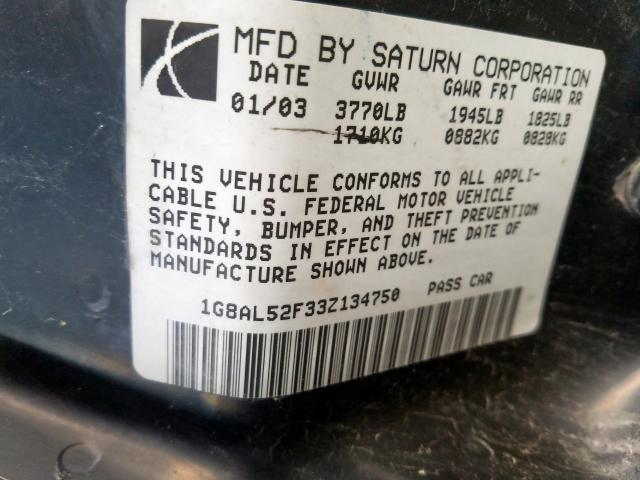 MFD BY SATURN CORPORATION
DATE GVWR GAWR FRT GAWR RR
01/03 3770LB 1945LB 1825LB
1710KG 0882KG 0828KG
THIS VEHICLE CONFORMS TO ALL APPLI-
CABLE U.S. FEDERAL MOTOR VEHICLE
SAFETY, BUMPER, AND THEFT PREVENTION
STANDARDS IN EFFECT ON THE DATE OF
MANUFACTURE SHOWN ABOVE.
1G8AL52F33Z134750 PASS CAR